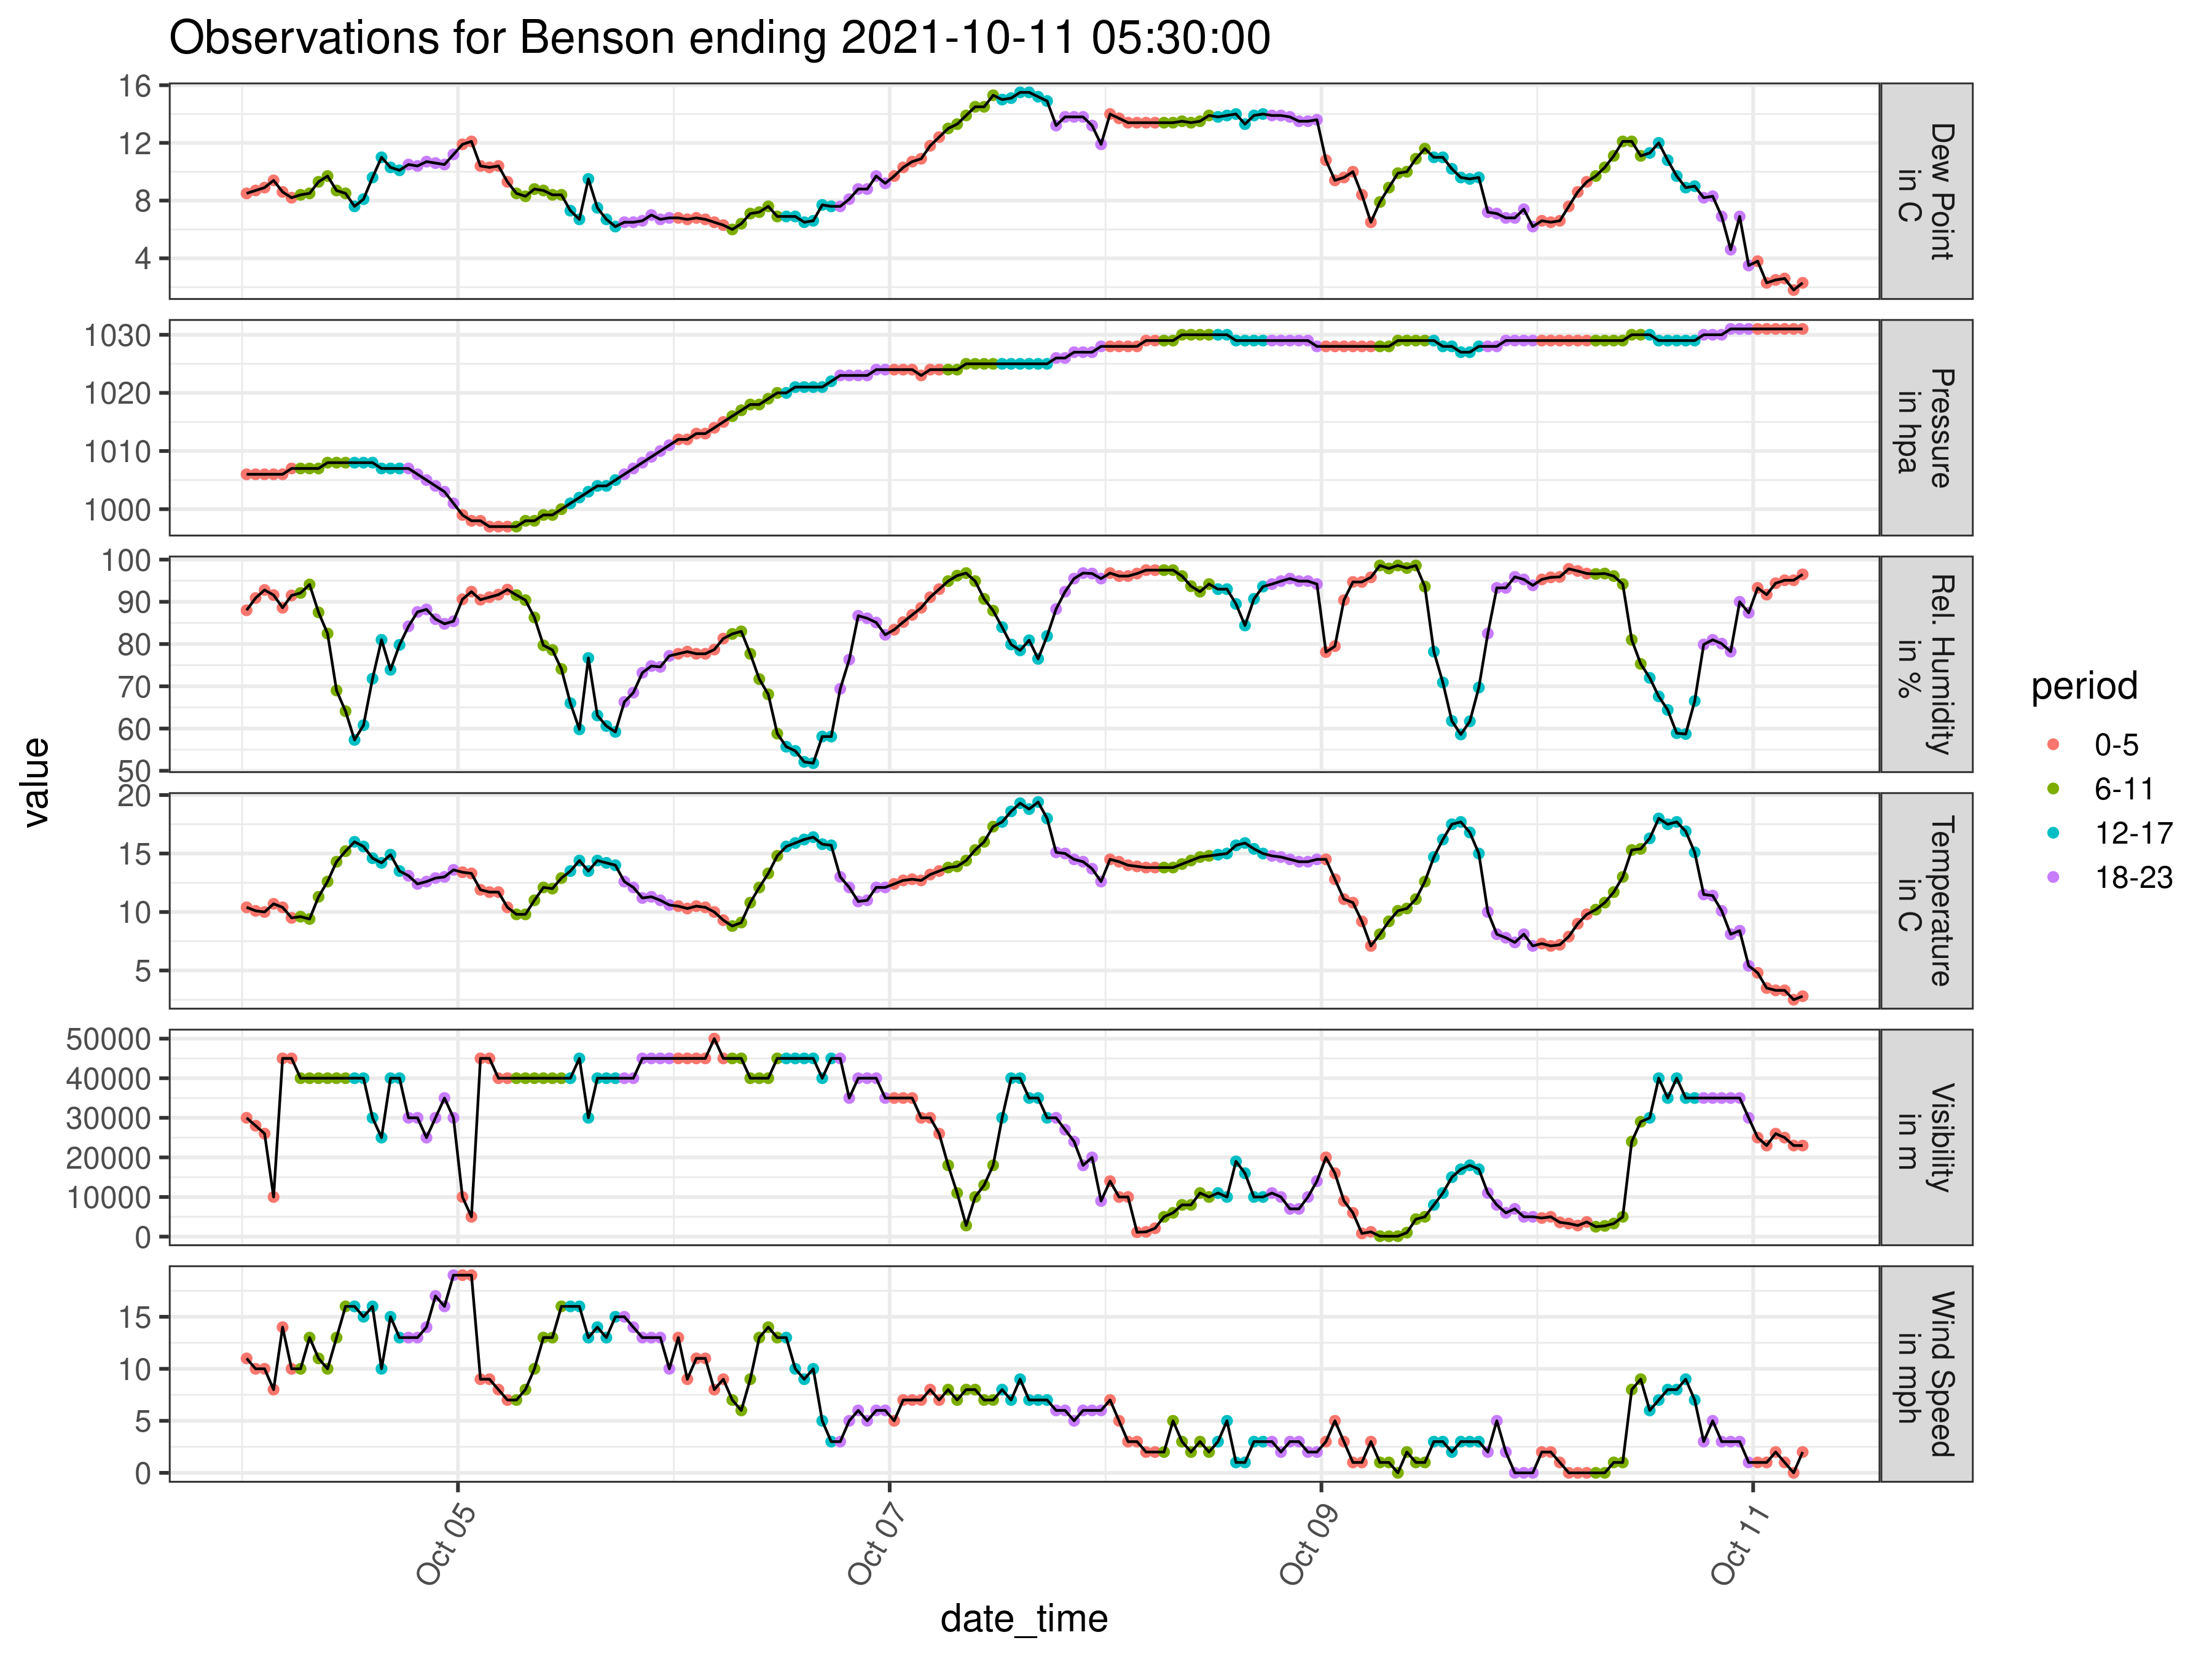 Observations for Benson ending 2021-10-11 05:30:00
value
16
12
8
4
Dew Point
in C
1030
1020
1010
1000
Pressure
in hpa
100
90
80
70
60
50
Rel. Humidity
in %
20
15
10
5
Temperature
in C
50000
40000
30000
20000
10000
0
Visibility
in m
15
10
5
0
Wind Speed
in mph
Oct 05
Oct 07
Oct 09
Oct 11
date_time
period
0-5
6-11
12-17
18-23